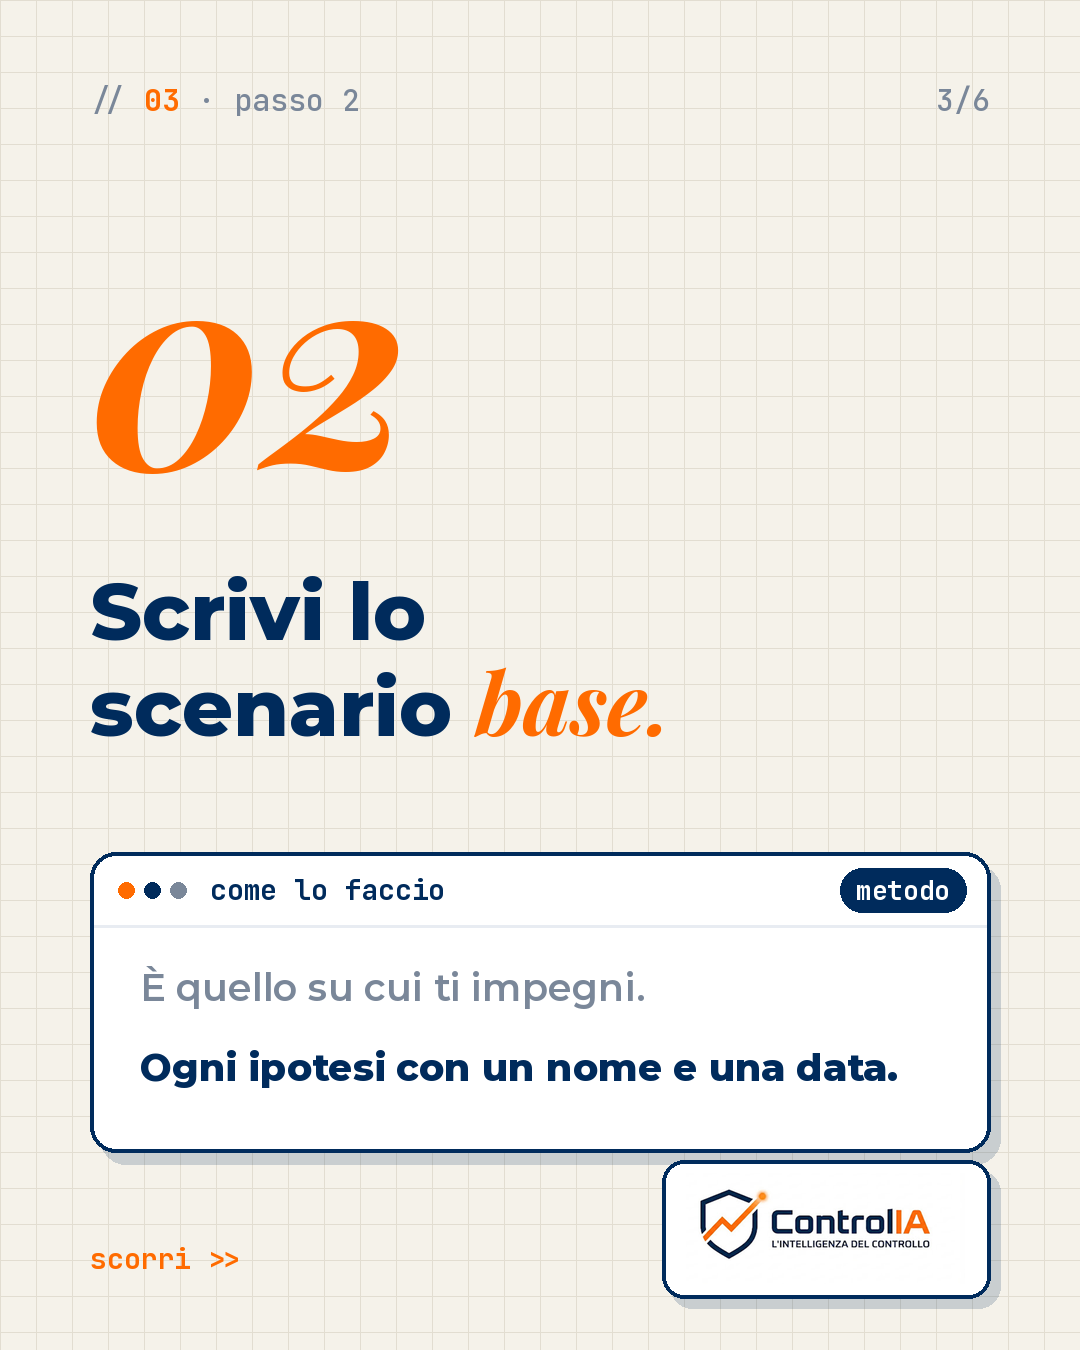 // 03 · passo 2
3/6
02
Scrivi lo
scenario base.
come lo faccio
metodo
È quello su cui ti impegni.
Ogni ipotesi con un nome e una data.
ControllA
L'INTELLIGENZA DEL CONTROLLO
scorri >>